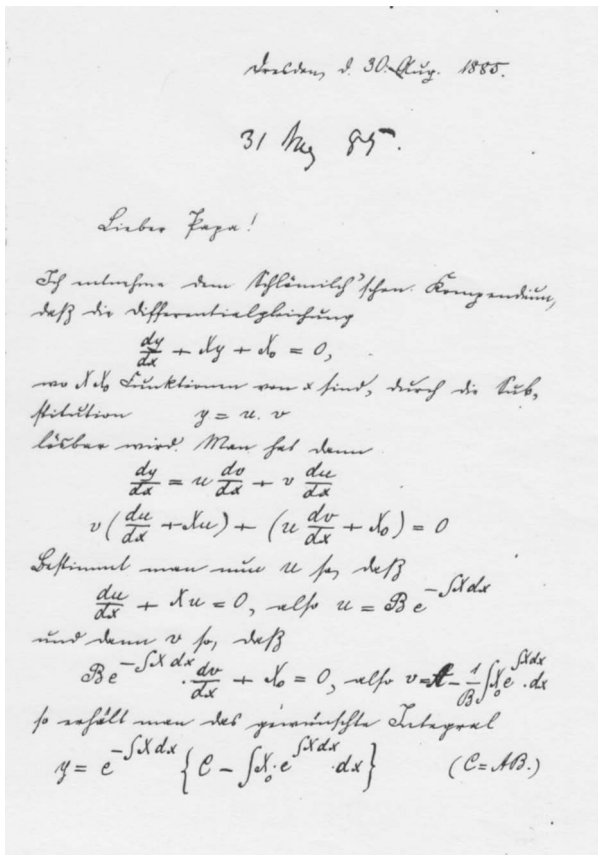 Dresden, d. 30. Aug. 1885.
31 Aug 85.
Lieber Papa!
Ich entnehme dem Schlömilch'schen Kompendium,
daß die Differentialgleichung
dy/dx + Xy + X₀ = 0,
wo X X₀ Funktionen von x sind, durch die Sub-
stitution y = u. v
lösbar wird. Man hat dann
dy/dx = u dv/dx + v du/dx
v(du/dx + Xu) + (u dv/dx + X₀) = 0
Bestimmt man nun u so, daß
du/dx + Xu = 0, also u = B e^{-∫X dx}
und dann v so, daß
B e^{-∫X dx} · dv/dx + X₀ = 0, also v = A - 1/B ∫X₀ e^{∫X dx} · dx
so erhält man das gewünschte Integral
y = e^{-∫X dx} {C - ∫X₀ · e^{∫X dx} · dx} (C = AB.)